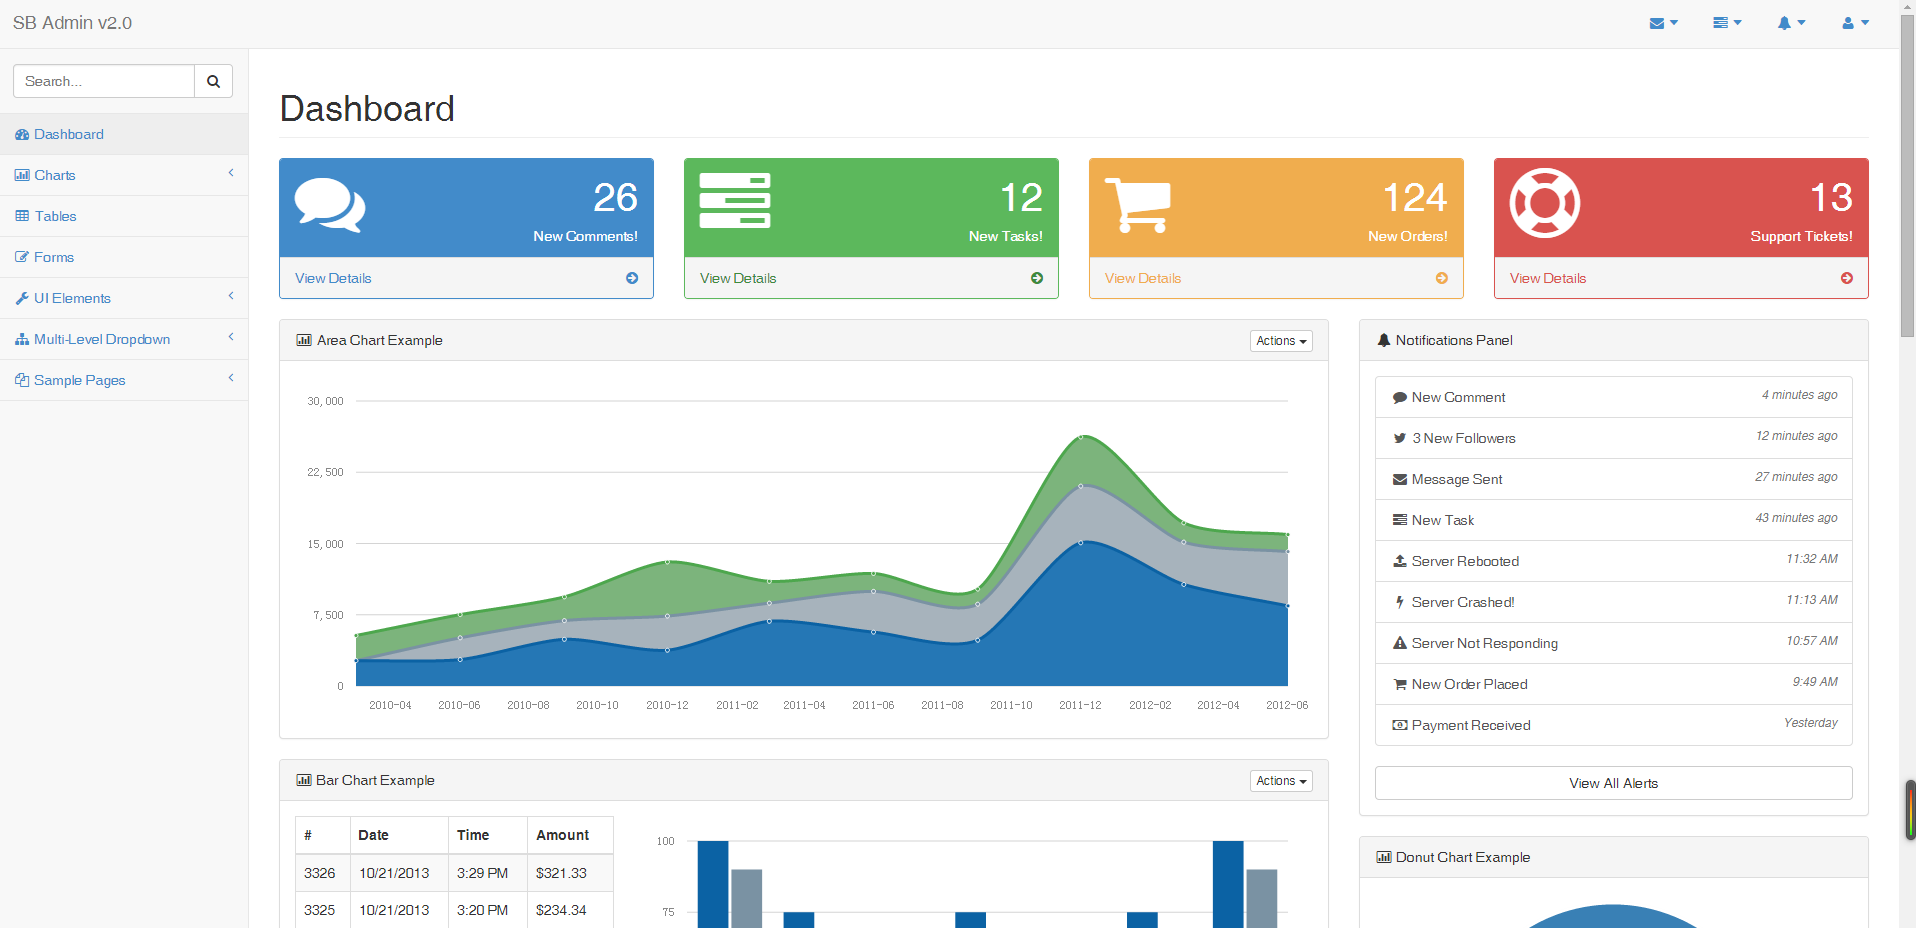 SB Admin v2.0
Search...
Dashboard
Charts
Tables
Forms
UI Elements
Multi-Level Dropdown
Sample Pages
Dashboard
26
New Comments!
View Details
12
New Tasks!
View Details
124
New Orders!
View Details
13
Support Tickets!
View Details
Area Chart Example
Actions
30,000
22,500
15,000
7,500
0
2010-04 2010-06 2010-08 2010-10 2010-12 2011-02 2011-04 2011-06 2011-08 2011-10 2011-12 2012-02 2012-04 2012-06
Notifications Panel
New Comment 4 minutes ago
3 New Followers 12 minutes ago
Message Sent 27 minutes ago
New Task 43 minutes ago
Server Rebooted 11:32 AM
Server Crashed! 11:13 AM
Server Not Responding 10:57 AM
New Order Placed 9:49 AM
Payment Received Yesterday
View All Alerts
Bar Chart Example
Actions
# Date Time Amount
3326 10/21/2013 3:29 PM $321.33
3325 10/21/2013 3:20 PM $234.34
100
75
Donut Chart Example